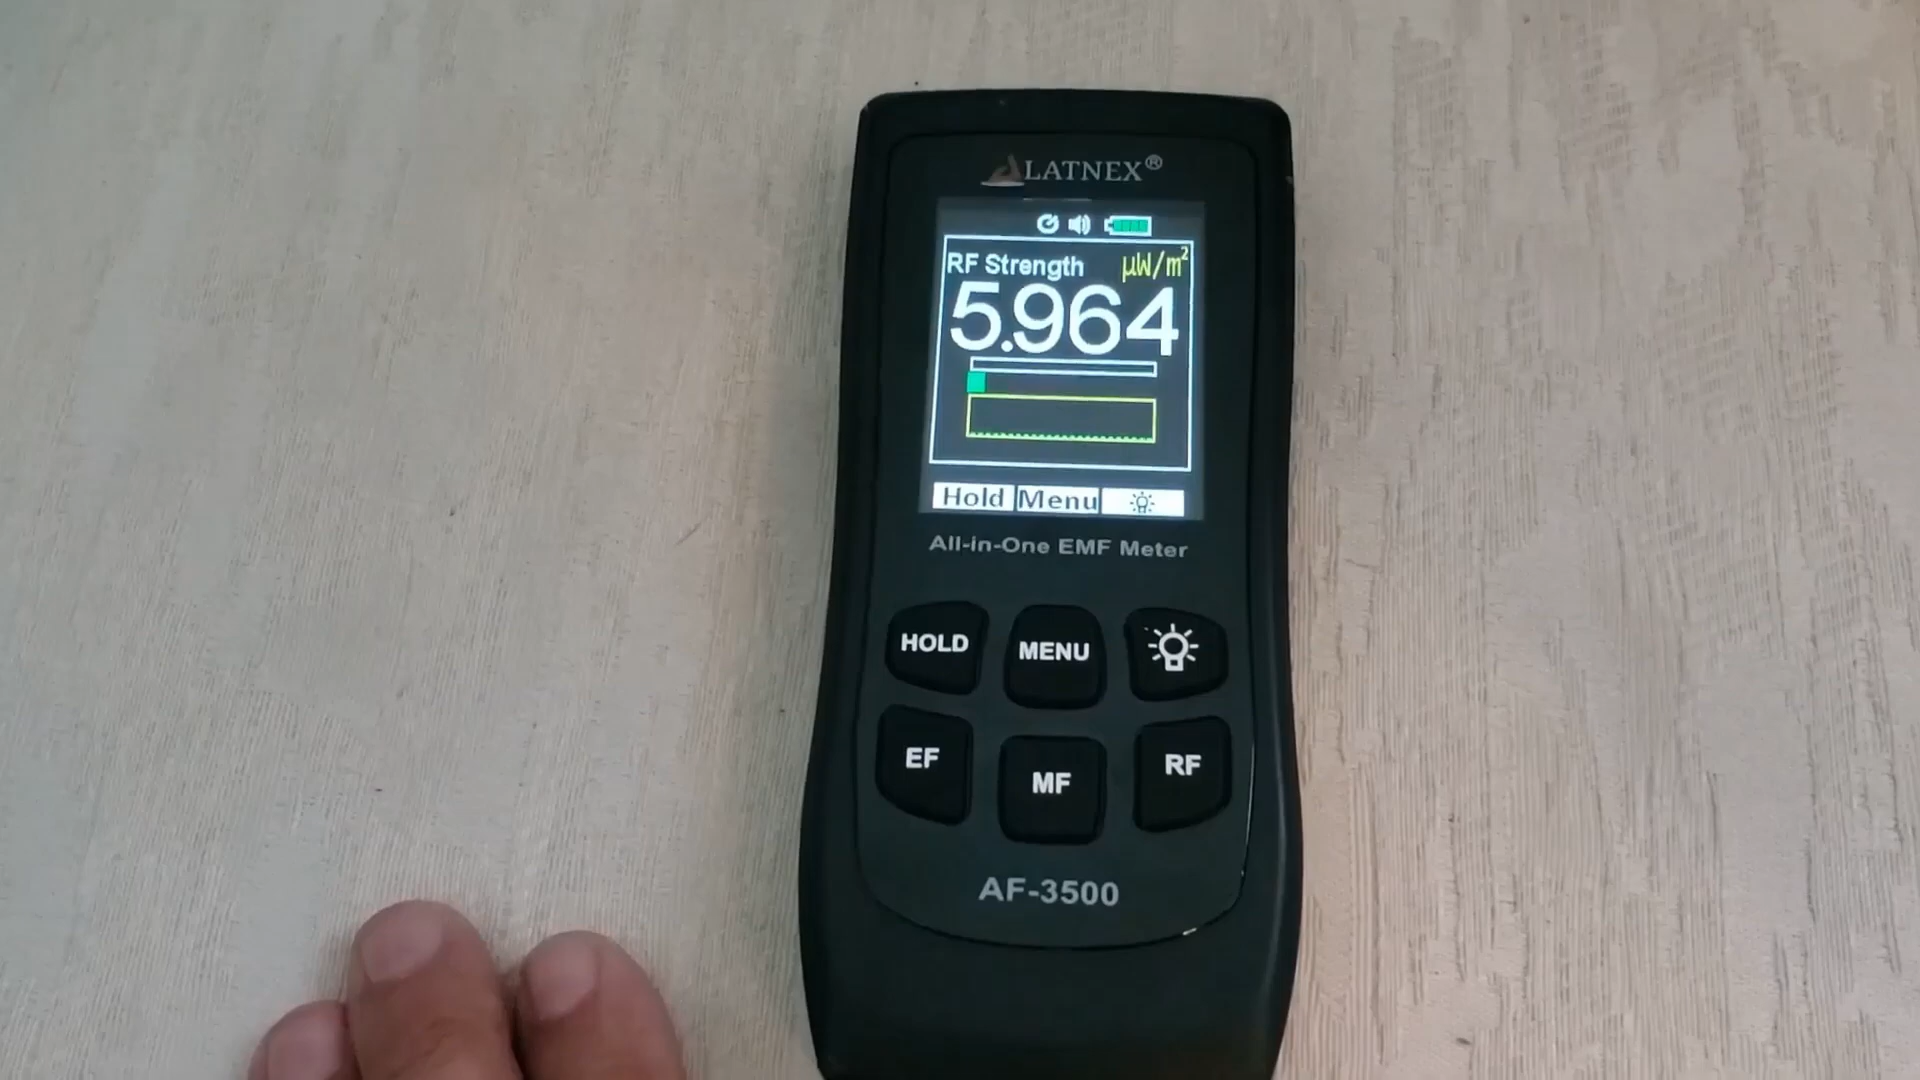 LATNEX®
RF Strength µW/m²
5.964
Hold Menu
All-in-One EMF Meter
HOLD MENU
EF MF RF
AF-3500